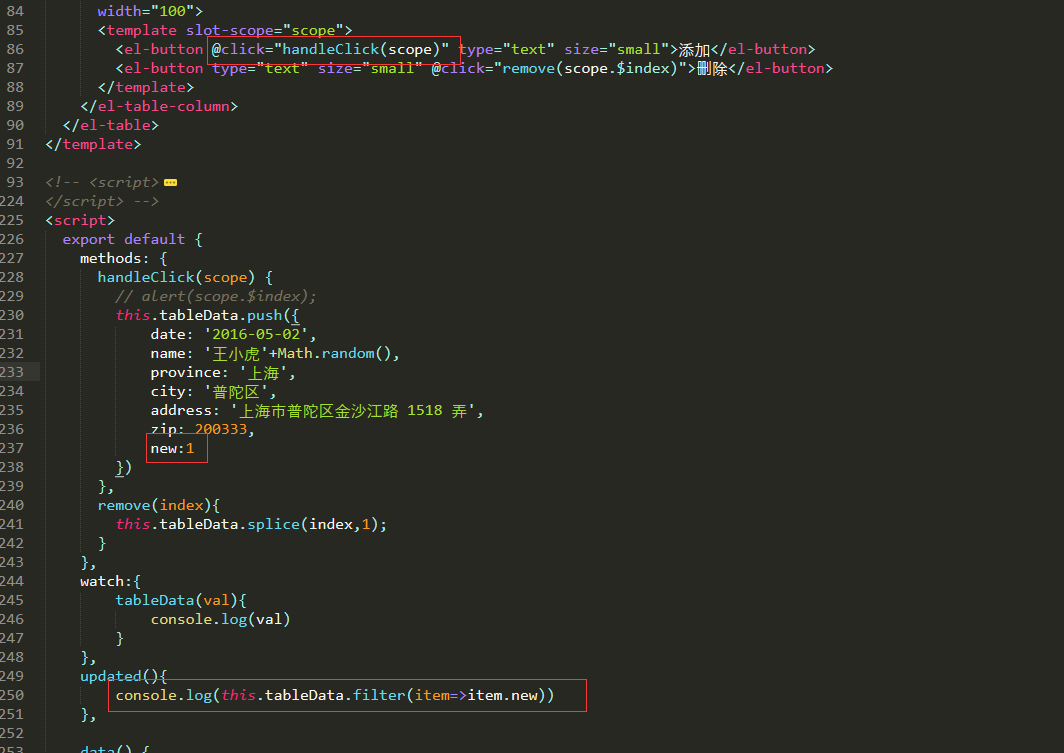 84 width="100">
85 <template slot-scope="scope">
86 <el-button @click="handleClick(scope)" type="text" size="small">添加</el-button>
87 <el-button type="text" size="small" @click="remove(scope.$index)">删除</el-button>
88 </template>
89 </el-table-column>
90 </el-table>
91 </template>
92
93 <!-- <script>
224 </script> -->
225 <script>
226 export default {
227 methods: {
228 handleClick(scope) {
229 // alert(scope.$index);
230 this.tableData.push({
231 date: '2016-05-02',
232 name: '王小虎'+Math.random(),
233 province: '上海',
234 city: '普陀区',
235 address: '上海市普陀区金沙江路 1518 弄',
236 zip: 200333,
237 new:1
238 })
239 },
240 remove(index){
241 this.tableData.splice(index,1);
242 }
243 },
244 watch:{
245 tableData(val){
246 console.log(val)
247 }
248 },
249 updated(){
250 console.log(this.tableData.filter(item=>item.new))
251 },
252
253 data() {